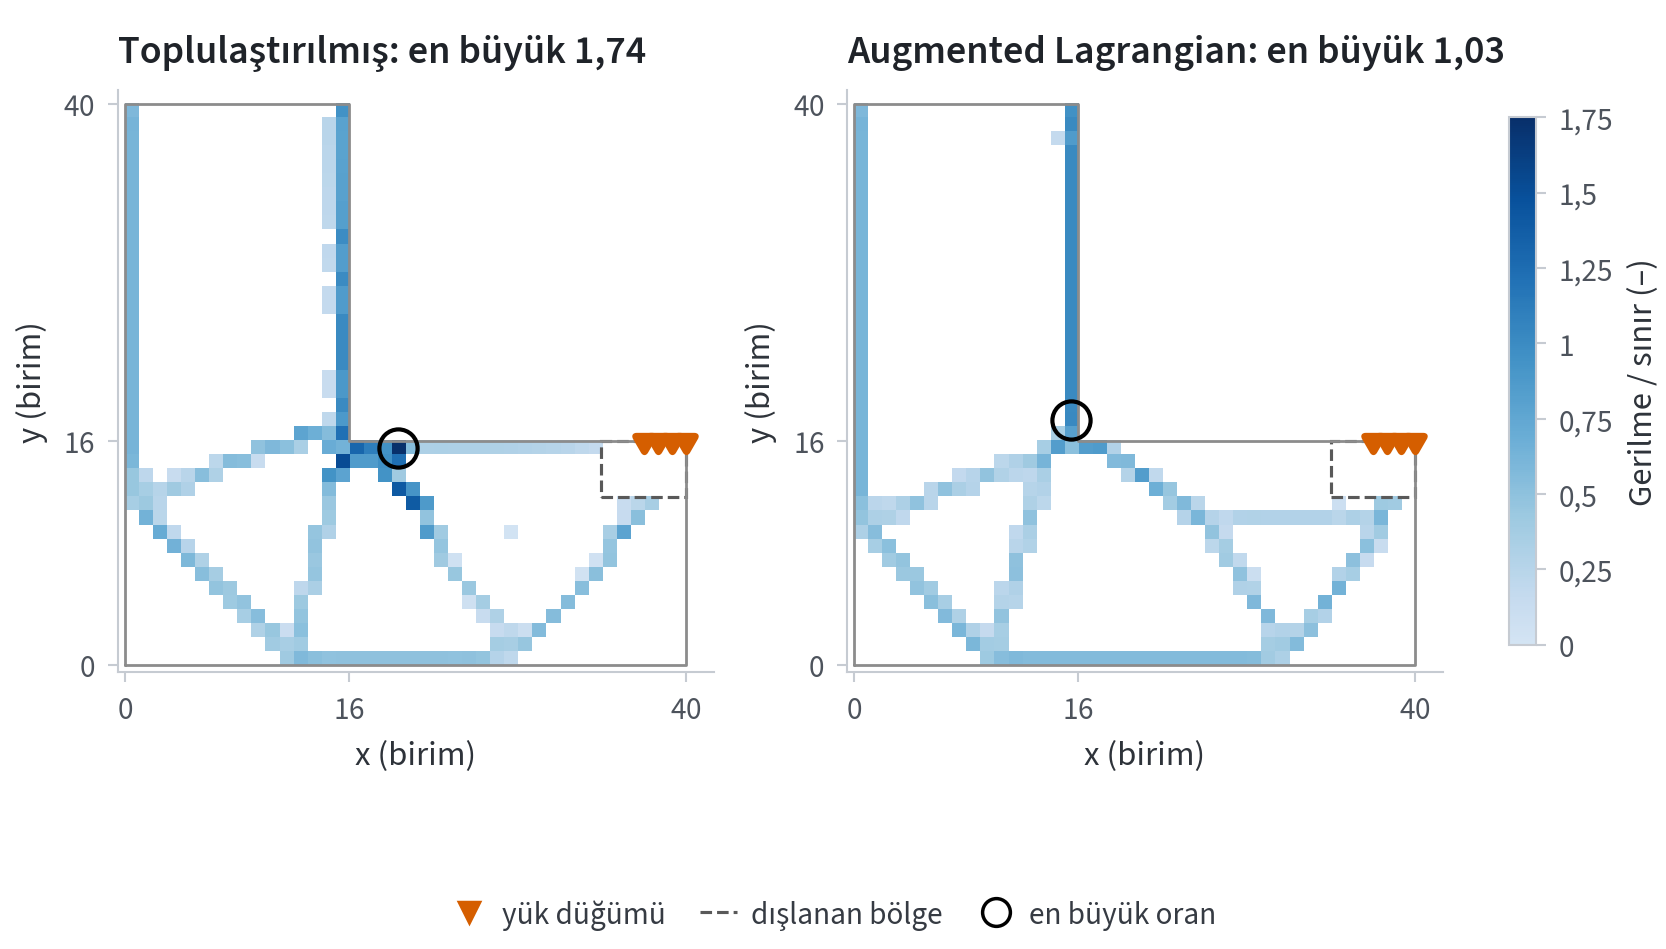 Toplulaştırılmış: en büyük 1,74
40
16
0
0
16
40
y (birim)
x (birim)
Augmented Lagrangian: en büyük 1,03
40
16
0
0
16
40
y (birim)
x (birim)
1,75
1,5
1,25
1
0,75
0,5
0,25
0
Gerilme / sınır (–)
yük düğümü
dışlanan bölge
en büyük oran